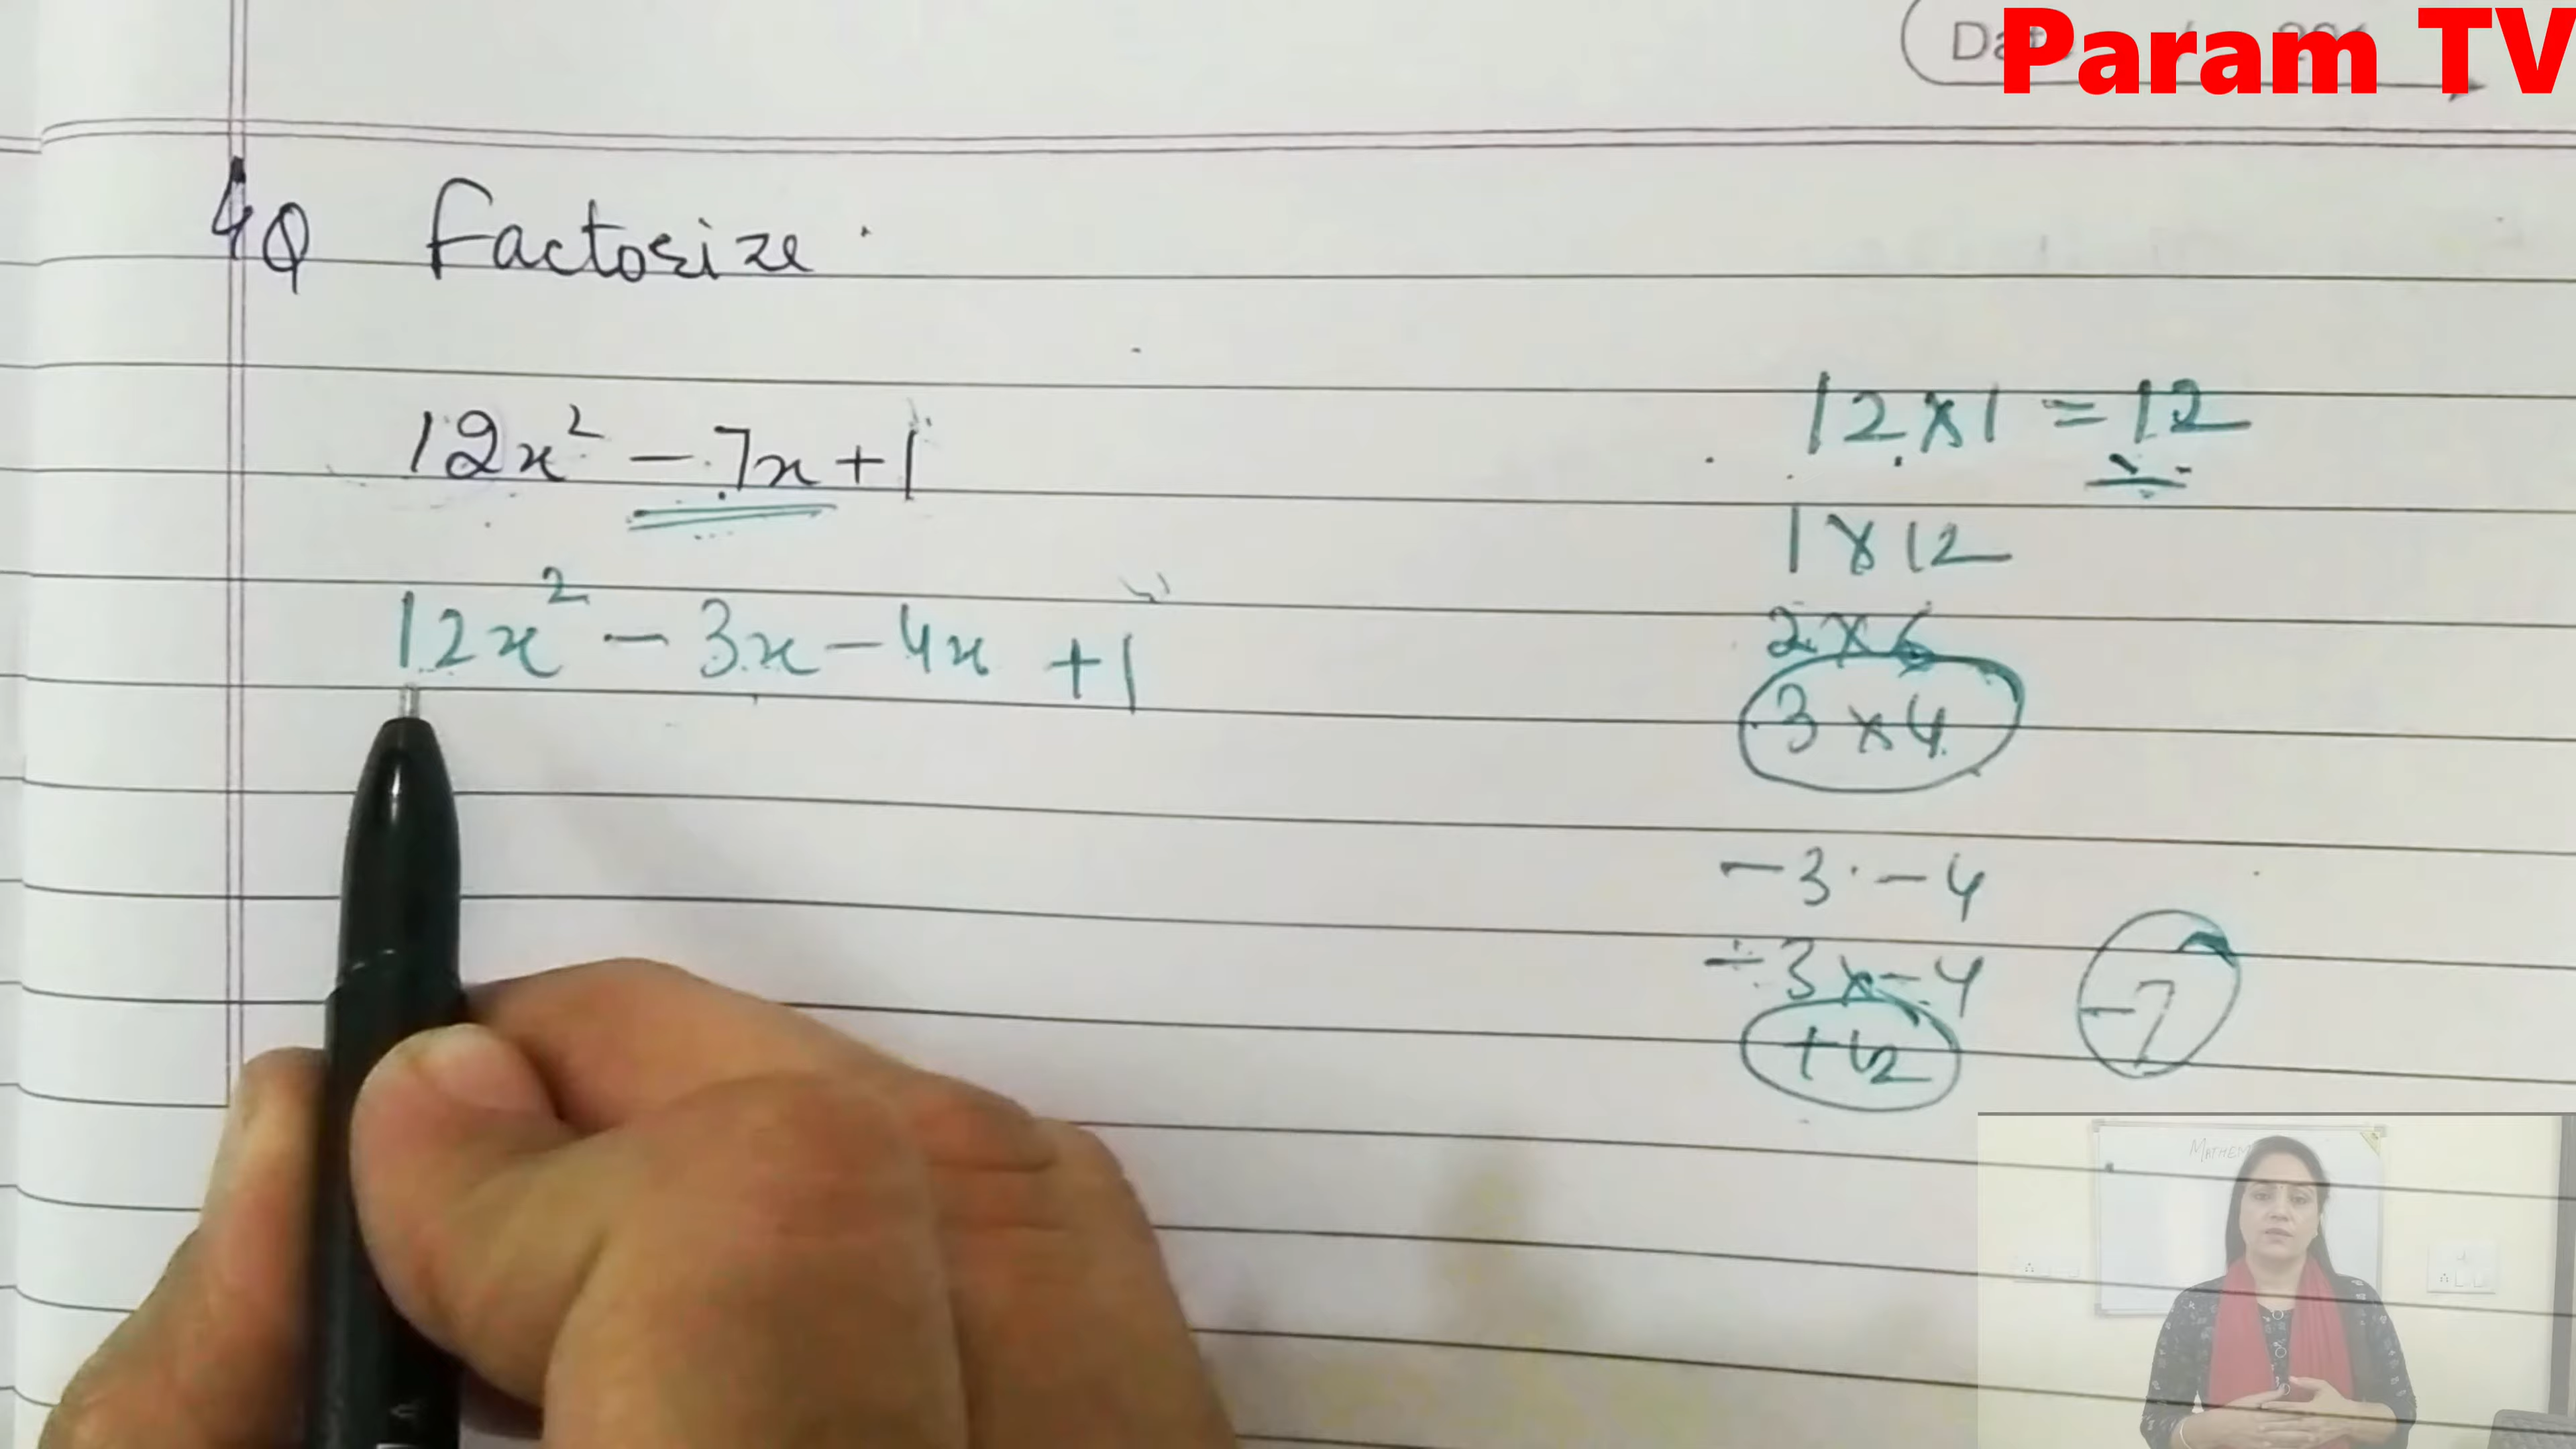 Param TV
4Q Factorize
12x² - 7x + 1
12x² - 3x - 4x + 1
12 x 1 = 12
1 x 12
2 x 6
3 x 4
-3 -4
-3 x -4
+12
-7